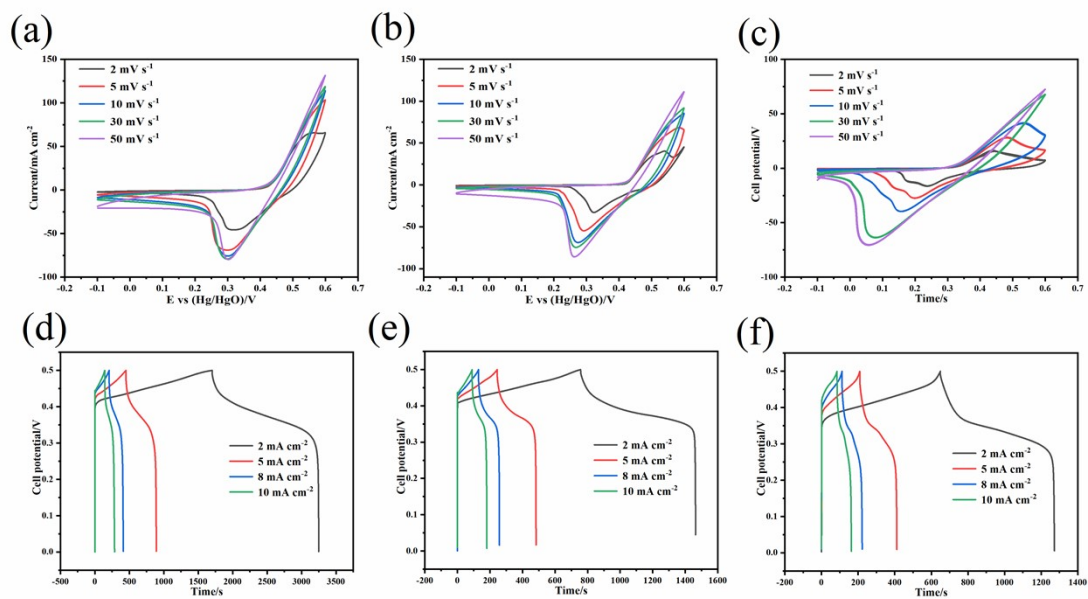 (a)
150
100
50
0
-50
-100
Current/mA cm-2
2 mV s-1
5 mV s-1
10 mV s-1
30 mV s-1
50 mV s-1
-0.2 -0.1 0.0 0.1 0.2 0.3 0.4 0.5 0.6 0.7
E vs (Hg/HgO)/V
(b)
150
100
50
0
-50
-100
Current/mA cm-2
2 mV s-1
5 mV s-1
10 mV s-1
30 mV s-1
50 mV s-1
-0.2 -0.1 0.0 0.1 0.2 0.3 0.4 0.5 0.6 0.7
E vs (Hg/HgO)/V
(c)
100
50
0
-50
-100
Cell potential/V
2 mV s-1
5 mV s-1
10 mV s-1
30 mV s-1
50 mV s-1
-0.2 -0.1 0.0 0.1 0.2 0.3 0.4 0.5 0.6 0.7
Time/s
(d)
0.5
0.4
0.3
0.2
0.1
0.0
Cell potential/V
2 mA cm-2
5 mA cm-2
8 mA cm-2
10 mA cm-2
-500 0 500 1000 1500 2000 2500 3000 3500
Time/s
(e)
0.5
0.4
0.3
0.2
0.1
0.0
Cell potential/V
2 mA cm-2
5 mA cm-2
8 mA cm-2
10 mA cm-2
-200 0 200 400 600 800 1000 1200 1400 1600
Time/s
(f)
0.5
0.4
0.3
0.2
0.1
0.0
Cell potential/V
2 mA cm-2
5 mA cm-2
8 mA cm-2
10 mA cm-2
-200 0 200 400 600 800 1000 1200 1400
Time/s